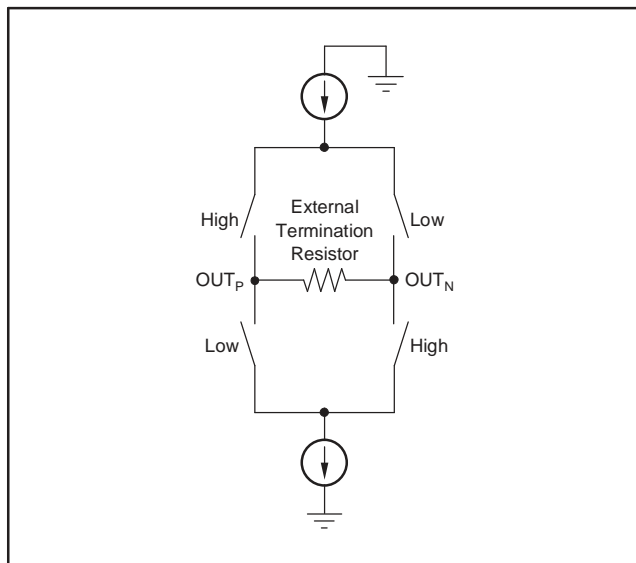 High
External
Termination
Resistor
Low
OUTP
OUTN
Low
High